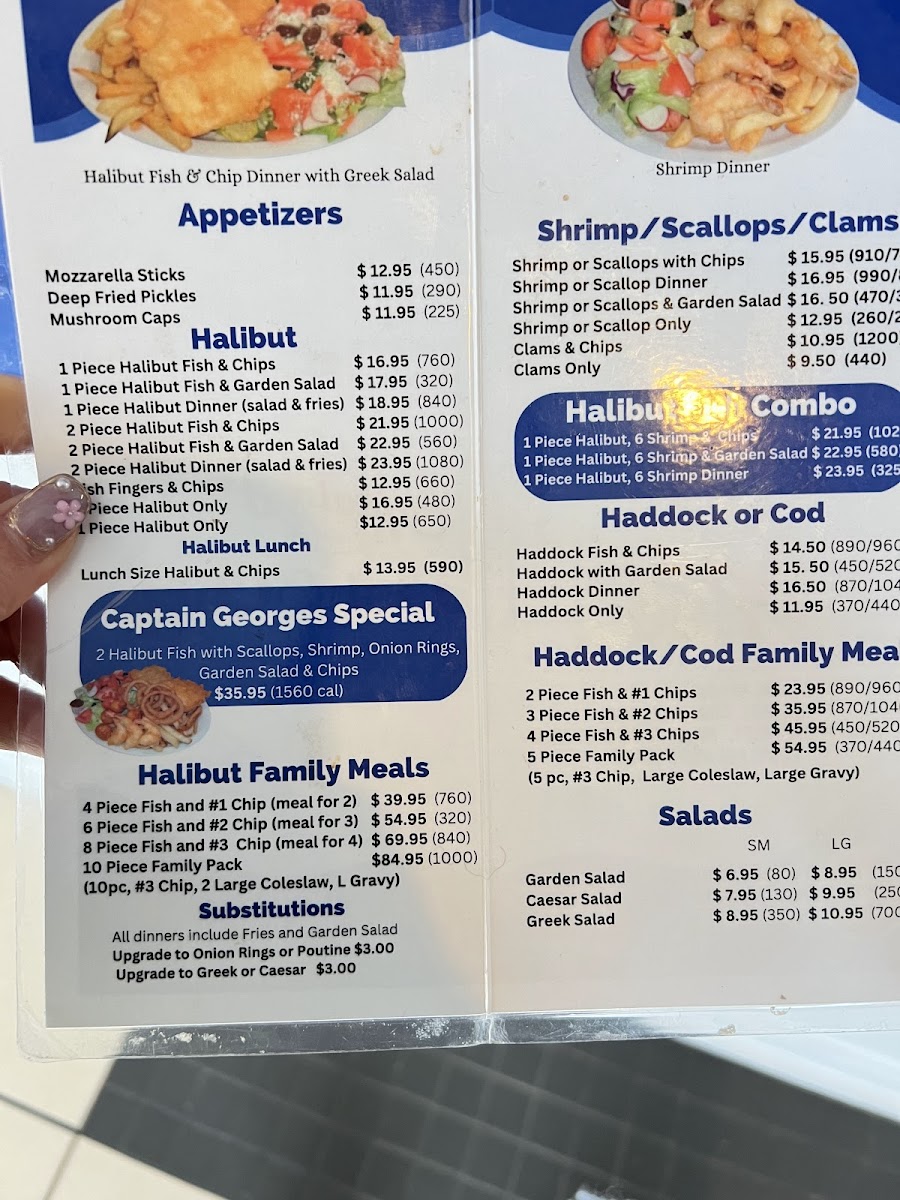 Halibut Fish & Chip Dinner with Greek Salad
Appetizers
Mozzarella Sticks $12.95 (450)
Deep Fried Pickles $11.95 (290)
Mushroom Caps $11.95 (225)
Halibut
1 Piece Halibut Fish & Chips $16.95 (760)
1 Piece Halibut Fish & Garden Salad $17.95 (320)
1 Piece Halibut Dinner (salad & fries) $18.95 (840)
2 Piece Halibut Fish & Chips $21.95 (1000)
2 Piece Halibut Fish & Garden Salad $22.95 (560)
2 Piece Halibut Dinner (salad & fries) $23.95 (1080)
ish Fingers & Chips $12.95 (660)
Piece Halibut Only $16.95 (480)
1 Piece Halibut Only $12.95 (650)
Halibut Lunch
Lunch Size Halibut & Chips $13.95 (590)
Captain Georges Special
2 Halibut Fish with Scallops, Shrimp, Onion Rings,
Garden Salad & Chips
$35.95 (1560 cal)
Halibut Family Meals
4 Piece Fish and #1 Chip (meal for 2) $39.95 (760)
6 Piece Fish and #2 Chip (meal for 3) $54.95 (320)
8 Piece Fish and #3 Chip (meal for 4) $69.95 (840)
10 Piece Family Pack $84.95 (1000)
(10pc, #3 Chip, 2 Large Coleslaw, L Gravy)
Substitutions
All dinners include Fries and Garden Salad
Upgrade to Onion Rings or Poutine $3.00
Upgrade to Greek or Caesar $3.00
Shrimp Dinner
Shrimp/Scallops/Clams
Shrimp or Scallops with Chips $15.95 (910/7
Shrimp or Scallop Dinner $16.95 (990/
Shrimp or Scallops & Garden Salad $16.50 (470/3
Shrimp or Scallop Only $12.95 (260/2
Clams & Chips $10.95 (1200
Clams Only $9.50 (440)
Halibu Combo
1 Piece Halibut, 6 Shrimp & Chips $21.95 (102
1 Piece Halibut, 6 Shrimp & Garden Salad $22.95 (580)
1 Piece Halibut, 6 Shrimp Dinner $23.95 (325
Haddock or Cod
Haddock Fish & Chips $14.50 (890/960
Haddock with Garden Salad $15.50 (450/520
Haddock Dinner $16.50 (870/104
Haddock Only $11.95 (370/440
Haddock/Cod Family Mea
2 Piece Fish & #1 Chips $23.95 (890/960
3 Piece Fish & #2 Chips $35.95 (870/104
4 Piece Fish & #3 Chips $45.95 (450/520
5 Piece Family Pack $54.95 (370/440
(5 pc, #3 Chip, Large Coleslaw, Large Gravy)
Salads
SM LG
Garden Salad $6.95 (80) $8.95 (150
Caesar Salad $7.95 (130) $9.95 (250
Greek Salad $8.95 (350) $10.95 (700